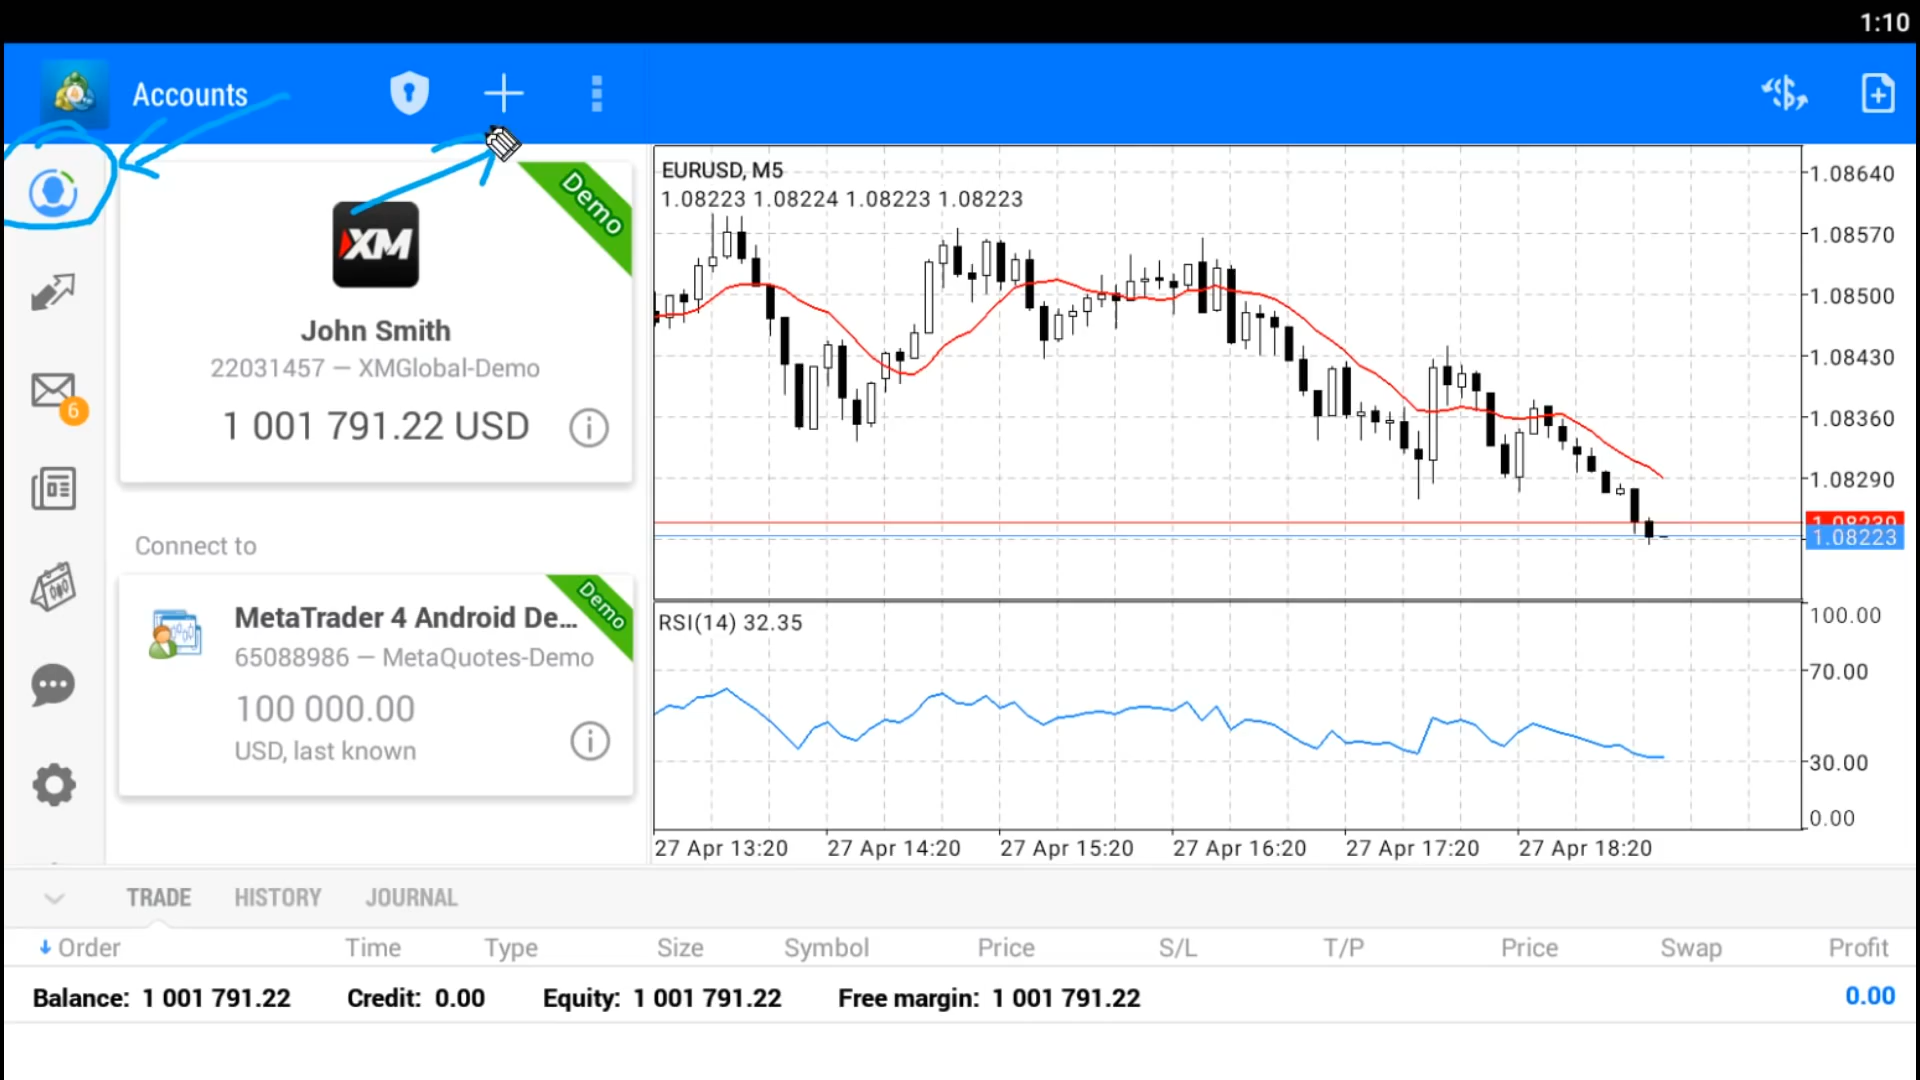 1:10
Accounts
XM
Demo
John Smith
22031457 — XMGlobal-Demo
1 001 791.22 USD
Connect to
MetaTrader 4 Android De...
Demo
65088986 — MetaQuotes-Demo
100 000.00
USD, last known
6
EURUSD, M5
1.08223 1.08224 1.08223 1.08223
1.08640
1.08570
1.08500
1.08430
1.08360
1.08290
1.08239
1.08223
RSI(14) 32.35
100.00
70.00
30.00
0.00
27 Apr 13:20 27 Apr 14:20 27 Apr 15:20 27 Apr 16:20 27 Apr 17:20 27 Apr 18:20
TRADE HISTORY JOURNAL
Order Time Type Size Symbol Price S/L T/P Price Swap Profit
Balance: 1 001 791.22 Credit: 0.00 Equity: 1 001 791.22 Free margin: 1 001 791.22 0.00